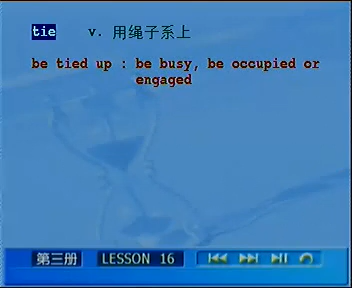 tie v. 用绳子系上
be tied up : be busy, be occupied or
engaged
第三册 LESSON 16